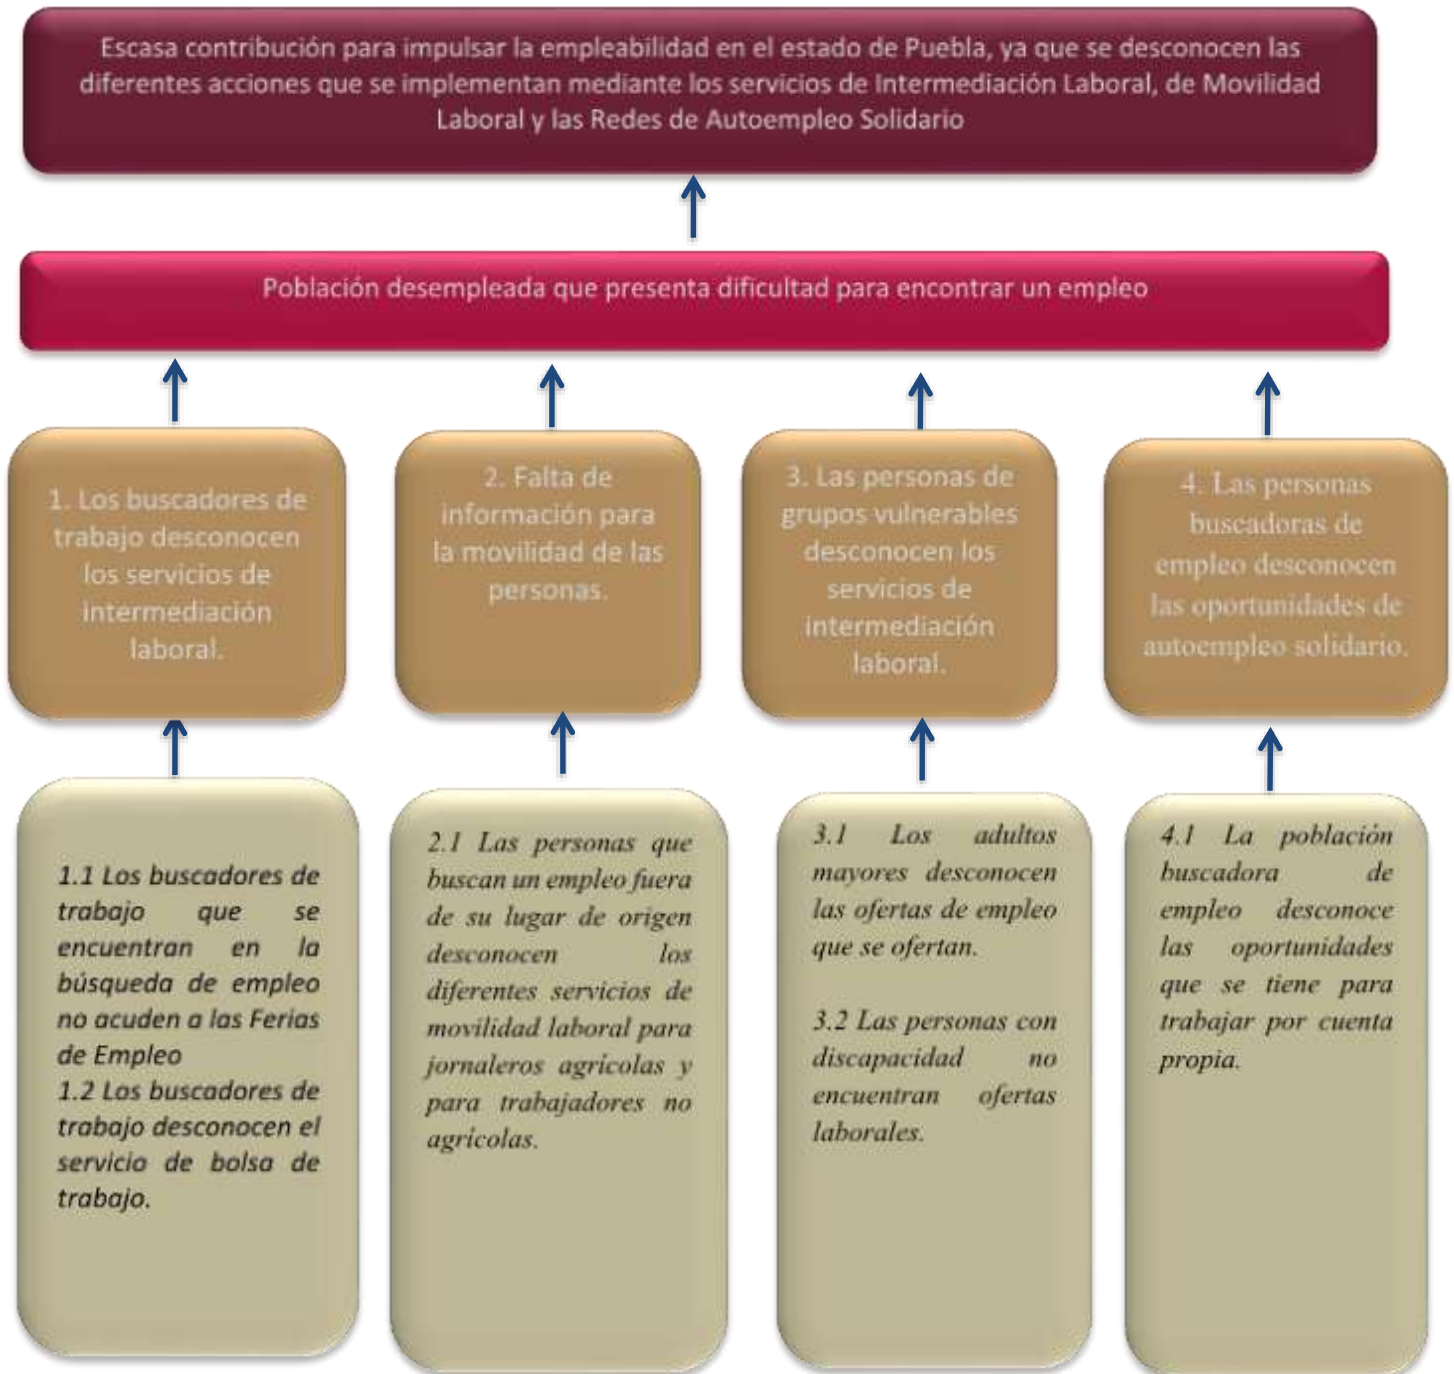 Escasa contribución para impulsar la empleabilidad en el estado de Puebla, ya que se desconocen las
diferentes acciones que se implementan mediante los servicios de Intermediación Laboral, de Movilidad
Laboral y las Redes de Autoempleo Solidario
Población desempleada que presenta dificultad para encontrar un empleo
1. Los buscadores de
trabajo desconocen
los servicios de
intermediación
laboral.
2. Falta de
información para
la movilidad de las
personas.
3. Las personas de
grupos vulnerables
desconocen los
servicios de
intermediación
laboral.
4. Las personas
buscadoras de
empleo desconocen
las oportunidades de
autoempleo solidario.
1.1 Los buscadores de
trabajo que se
encuentran en la
búsqueda de empleo
no acuden a las Ferias
de Empleo
1.2 Los buscadores de
trabajo desconocen el
servicio de bolsa de
trabajo.
2.1 Las personas que
buscan un empleo fuera
de su lugar de origen
desconocen los
diferentes servicios de
movilidad laboral para
jornaleros agrícolas y
para trabajadores no
agrícolas.
3.1 Los adultos
mayores desconocen
las ofertas de empleo
que se ofertan.
3.2 Las personas con
discapacidad no
encuentran ofertas
laborales.
4.1 La población
buscadora de
empleo desconoce
las oportunidades
que se tiene para
trabajar por cuenta
propia.